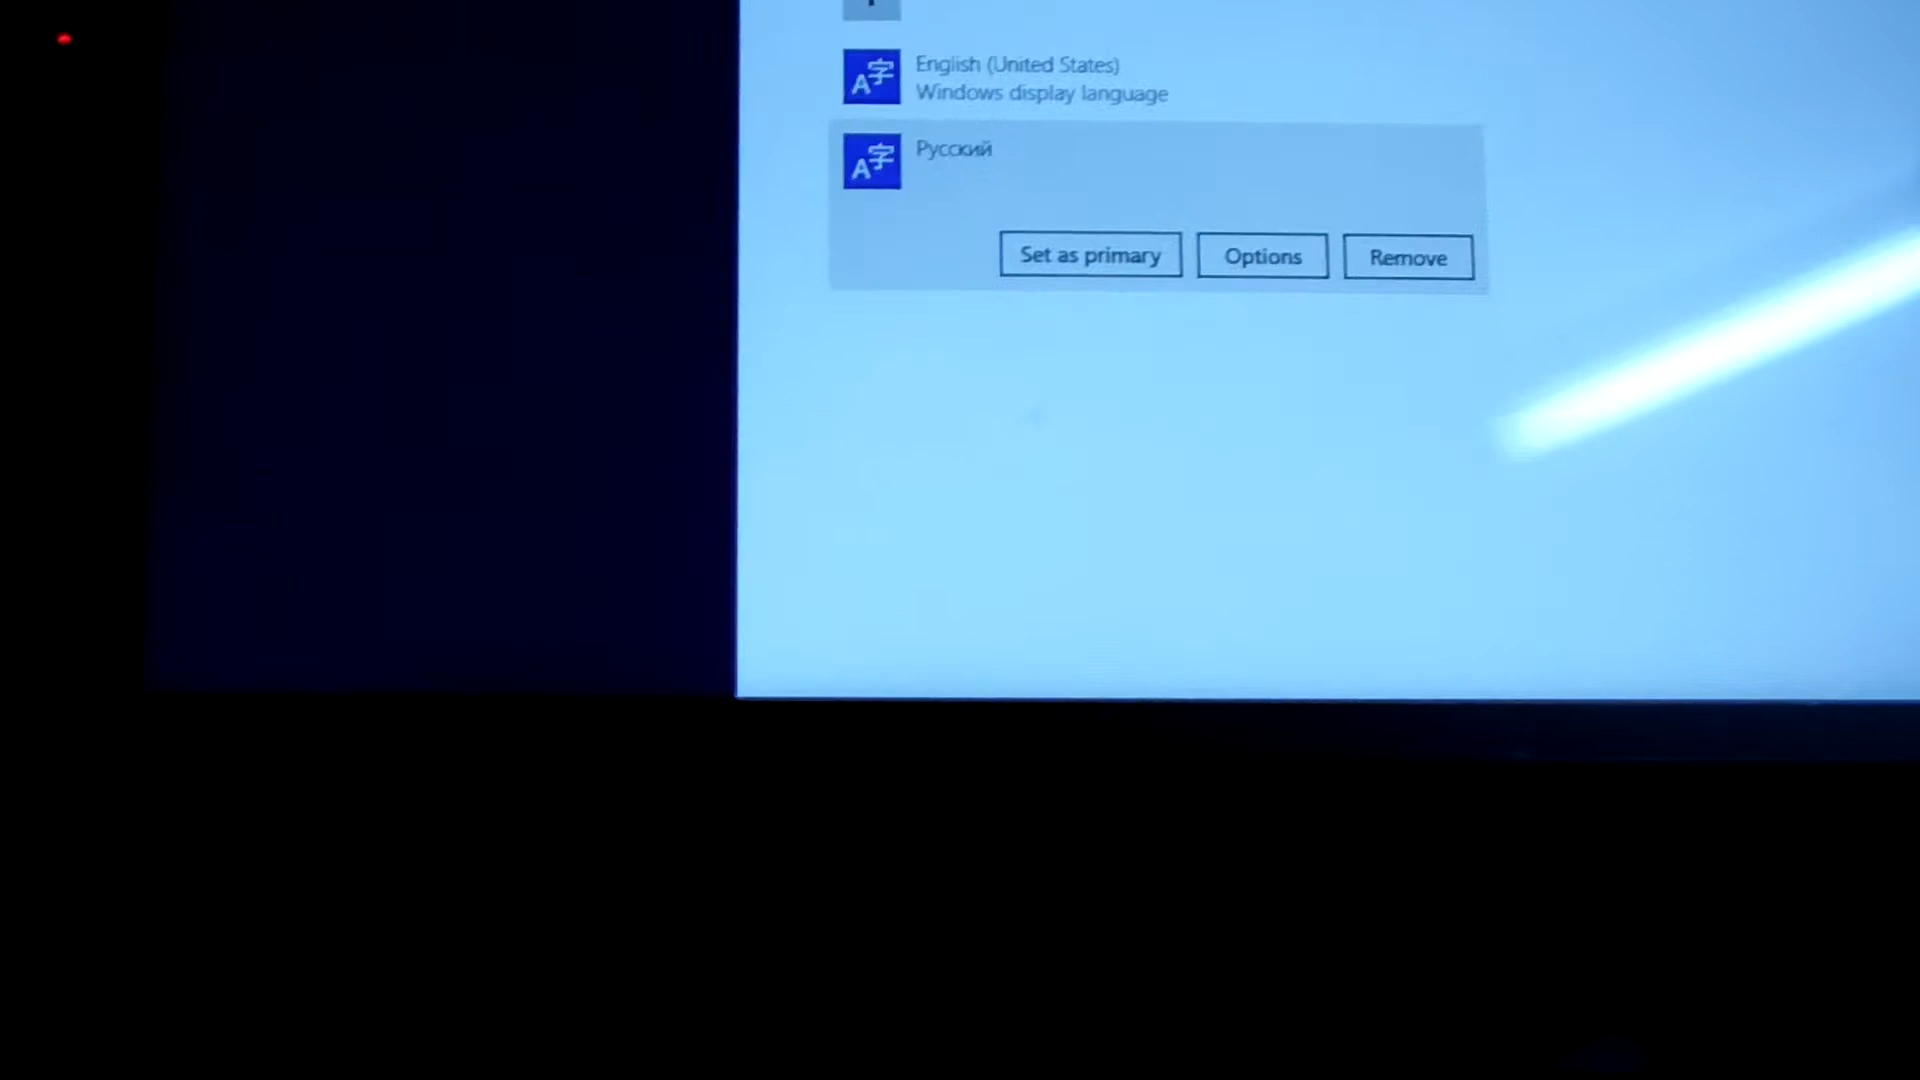 English (United States)
Windows display language
Русский
Set as primary
Options
Remove